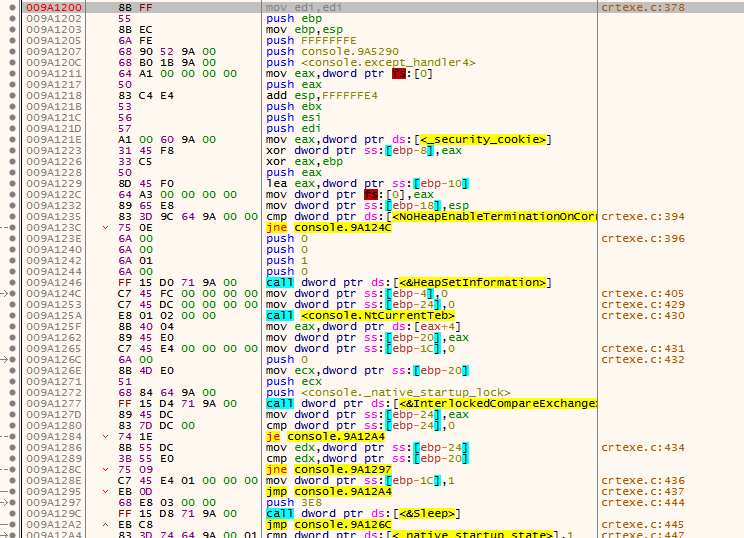 009A1200 8B FF mov edi,edi crtexe.c:378
009A1202 55 push ebp
009A1203 8B EC mov ebp,esp
009A1205 6A FE push FFFFFFFE
009A1207 68 90 52 9A 00 push console.9A5290
009A120C 68 B0 1B 9A 00 push <console.except_handler4>
009A1211 64 A1 00 00 00 00 mov eax,dword ptr fs:[0]
009A1217 50 push eax
009A1218 83 C4 E4 add esp,FFFFFFE4
009A121B 53 push ebx
009A121C 56 push esi
009A121D 57 push edi
009A121E A1 00 60 9A 00 mov eax,dword ptr ds:[<_security_cookie>]
009A1223 31 45 F8 xor dword ptr ss:[ebp-8],eax
009A1226 33 C5 xor eax,ebp
009A1228 50 push eax
009A1229 8D 45 F0 lea eax,dword ptr ss:[ebp-10]
009A122C 64 A3 00 00 00 00 mov dword ptr fs:[0],eax
009A1232 89 65 E8 mov dword ptr ss:[ebp-18],esp
009A1235 83 3D 9C 64 9A 00 00 cmp dword ptr ds:[<NoHeapEnableTerminationOnCorr crtexe.c:394
009A123C 75 0E jne console.9A124C
009A123E 6A 00 push 0 crtexe.c:396
009A1240 6A 00 push 0
009A1242 6A 01 push 1
009A1244 6A 00 push 0
009A1246 FF 15 D0 71 9A 00 call dword ptr ds:[<&HeapSetInformation>]
009A124C C7 45 FC 00 00 00 00 mov dword ptr ss:[ebp-4],0 crtexe.c:405
009A1253 C7 45 DC 00 00 00 00 mov dword ptr ss:[ebp-24],0 crtexe.c:429
009A125A E8 01 02 00 00 call <console.NtCurrentTeb> crtexe.c:430
009A125F 8B 40 04 mov eax,dword ptr ds:[eax+4]
009A1262 89 45 E0 mov dword ptr ss:[ebp-20],eax
009A1265 C7 45 E4 00 00 00 00 mov dword ptr ss:[ebp-1C],0 crtexe.c:431
009A126C 6A 00 push 0 crtexe.c:432
009A126E 8B 4D E0 mov ecx,dword ptr ss:[ebp-20]
009A1271 51 push ecx
009A1272 68 84 64 9A 00 push <console._native_startup_lock>
009A1277 FF 15 D4 71 9A 00 call dword ptr ds:[<&InterlockedCompareExchange>
009A127D 89 45 DC mov dword ptr ss:[ebp-24],eax
009A1280 83 7D DC 00 cmp dword ptr ss:[ebp-24],0
009A1284 74 1E je console.9A12A4
009A1286 8B 55 DC mov edx,dword ptr ss:[ebp-24] crtexe.c:434
009A1289 3B 55 E0 cmp edx,dword ptr ss:[ebp-20]
009A128C 75 09 jne console.9A1297
009A128E C7 45 E4 01 00 00 00 mov dword ptr ss:[ebp-1C],1 crtexe.c:436
009A1295 EB 0D jmp console.9A12A4 crtexe.c:437
009A1297 68 E8 03 00 00 push 3E8 crtexe.c:444
009A129C FF 15 D8 71 9A 00 call dword ptr ds:[<&Sleep>]
009A12A2 EB C8 jmp console.9A126C crtexe.c:445
009A12A4 83 3D 74 64 9A 00 01 cmp dword ptr ds:[<_native_startup_state>],1 crtexe.c:447